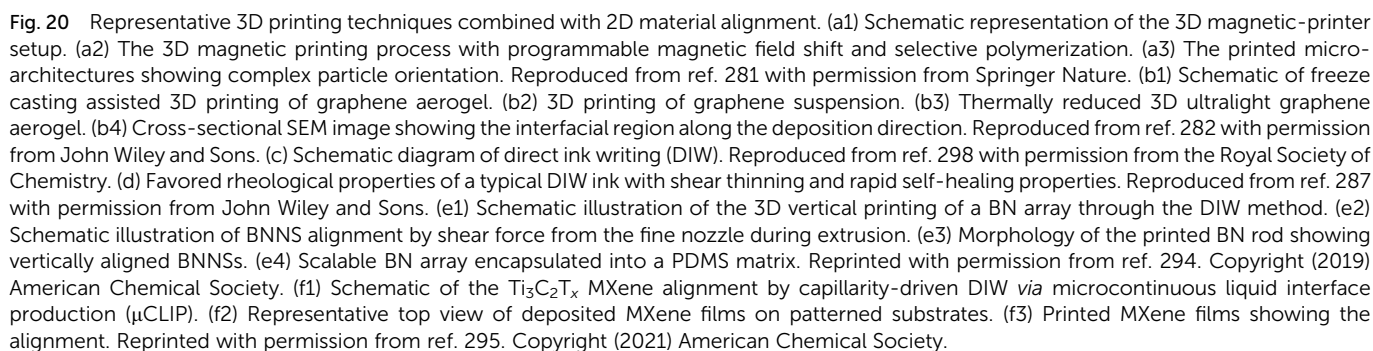 Fig. 20 Representative 3D printing techniques combined with 2D material alignment. (a1) Schematic representation of the 3D magnetic-printer
setup. (a2) The 3D magnetic printing process with programmable magnetic field shift and selective polymerization. (a3) The printed micro-
architectures showing complex particle orientation. Reproduced from ref. 281 with permission from Springer Nature. (b1) Schematic of freeze
casting assisted 3D printing of graphene aerogel. (b2) 3D printing of graphene suspension. (b3) Thermally reduced 3D ultralight graphene
aerogel. (b4) Cross-sectional SEM image showing the interfacial region along the deposition direction. Reproduced from ref. 282 with permission
from John Wiley and Sons. (c) Schematic diagram of direct ink writing (DIW). Reproduced from ref. 298 with permission from the Royal Society of
Chemistry. (d) Favored rheological properties of a typical DIW ink with shear thinning and rapid self-healing properties. Reproduced from ref. 287
with permission from John Wiley and Sons. (e1) Schematic illustration of the 3D vertical printing of a BN array through the DIW method. (e2)
Schematic illustration of BNNS alignment by shear force from the fine nozzle during extrusion. (e3) Morphology of the printed BN rod showing
vertically aligned BNNSs. (e4) Scalable BN array encapsulated into a PDMS matrix. Reprinted with permission from ref. 294. Copyright (2019)
American Chemical Society. (f1) Schematic of the Ti₃C₂Tₓ MXene alignment by capillarity-driven DIW via microcontinuous liquid interface
production (μCLIP). (f2) Representative top view of deposited MXene films on patterned substrates. (f3) Printed MXene films showing the
alignment. Reprinted with permission from ref. 295. Copyright (2021) American Chemical Society.